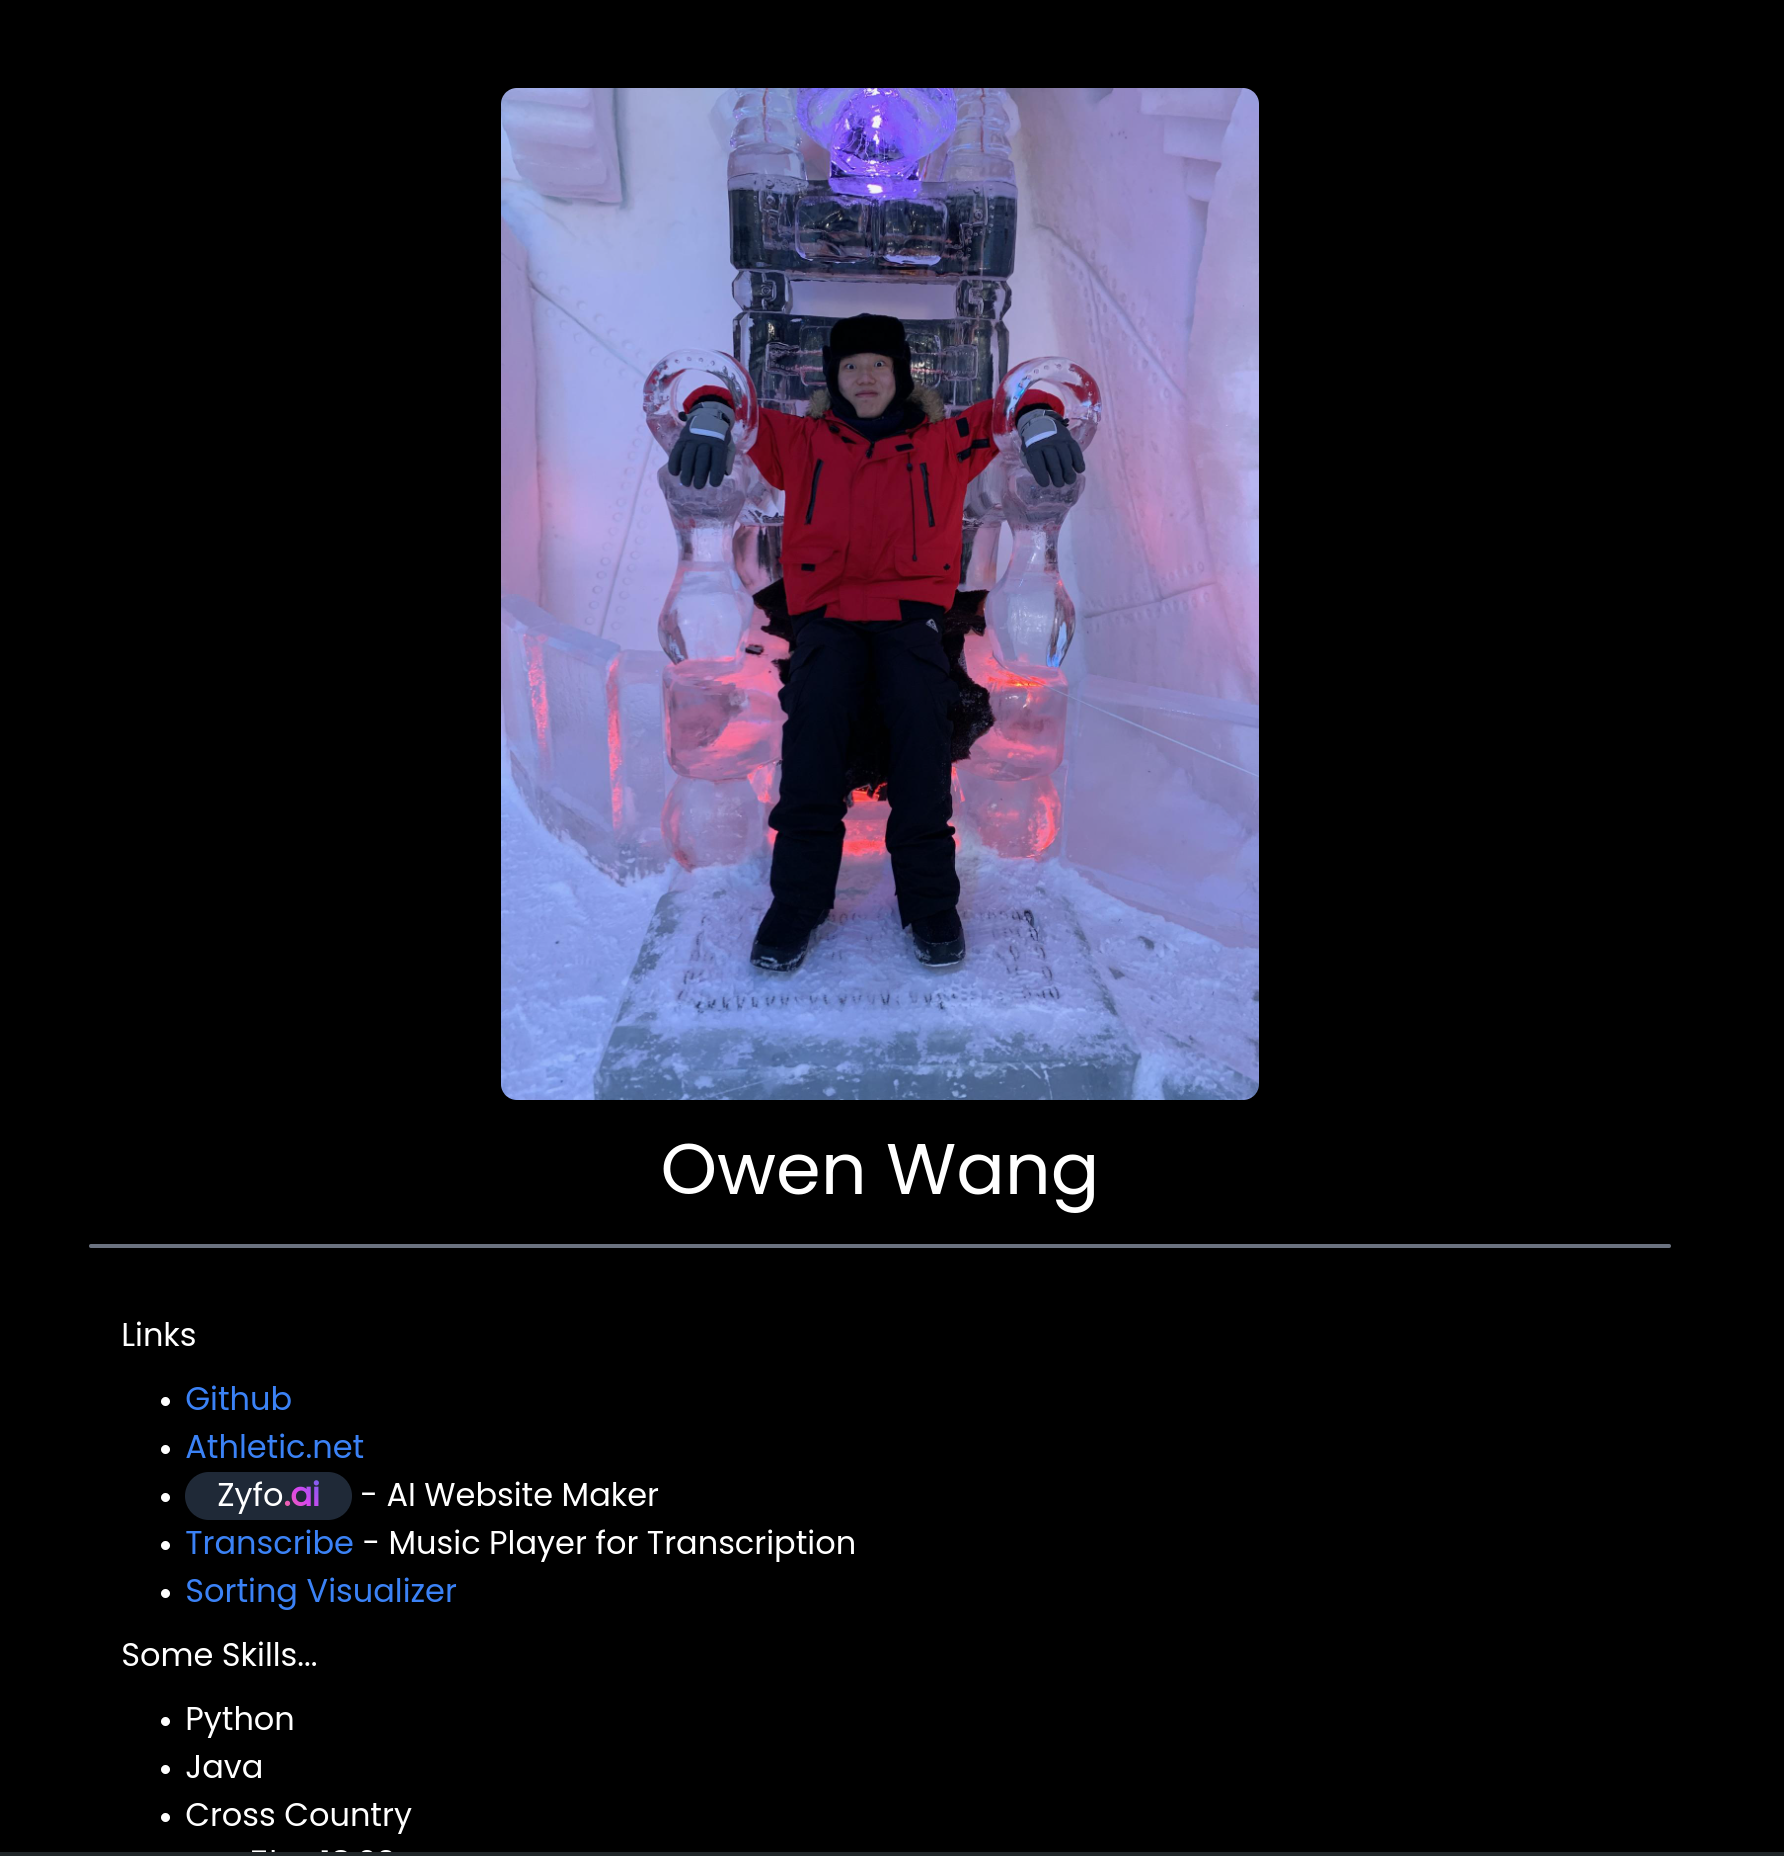 Owen Wang
Links
Github
Athletic.net
Zyfo.ai - AI Website Maker
Transcribe - Music Player for Transcription
Sorting Visualizer
Some Skills...
Python
Java
Cross Country